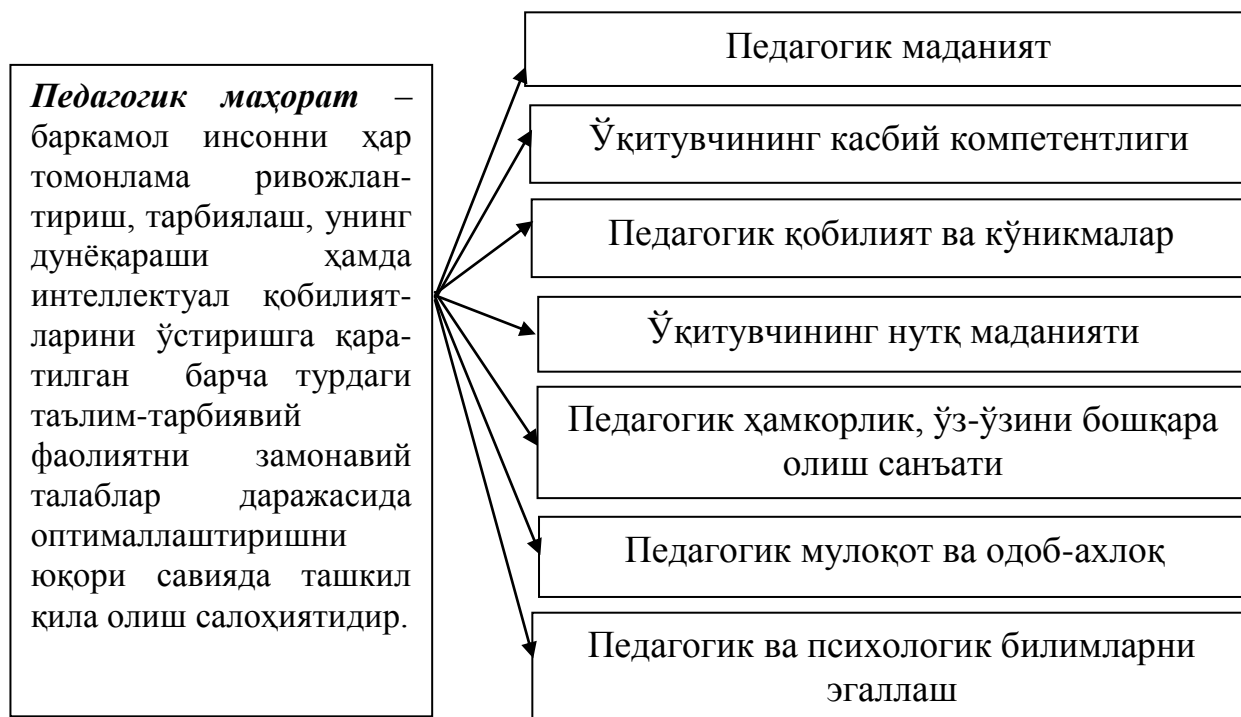 Педагогик маҳорат –
баркамол инсонни ҳар
томонлама ривожлан-
тириш, тарбиялаш, унинг
дунёқараши ҳамда
интеллектуал қобилият-
ларини ўстиришга қара-
тилган барча турдаги
таълим-тарбиявий
фаолиятни замонавий
талаблар даражасида
оптималлаштиришни
юқори савияда ташкил
қила олиш салоҳиятидир.
Педагогик маданият
Ўқитувчининг касбий компетентлиги
Педагогик қобилият ва кўникмалар
Ўқитувчининг нутқ маданияти
Педагогик ҳамкорлик, ўз-ўзини бошқара
олиш санъати
Педагогик мулоқот ва одоб-ахлоқ
Педагогик ва психологик билимларни
эгаллаш